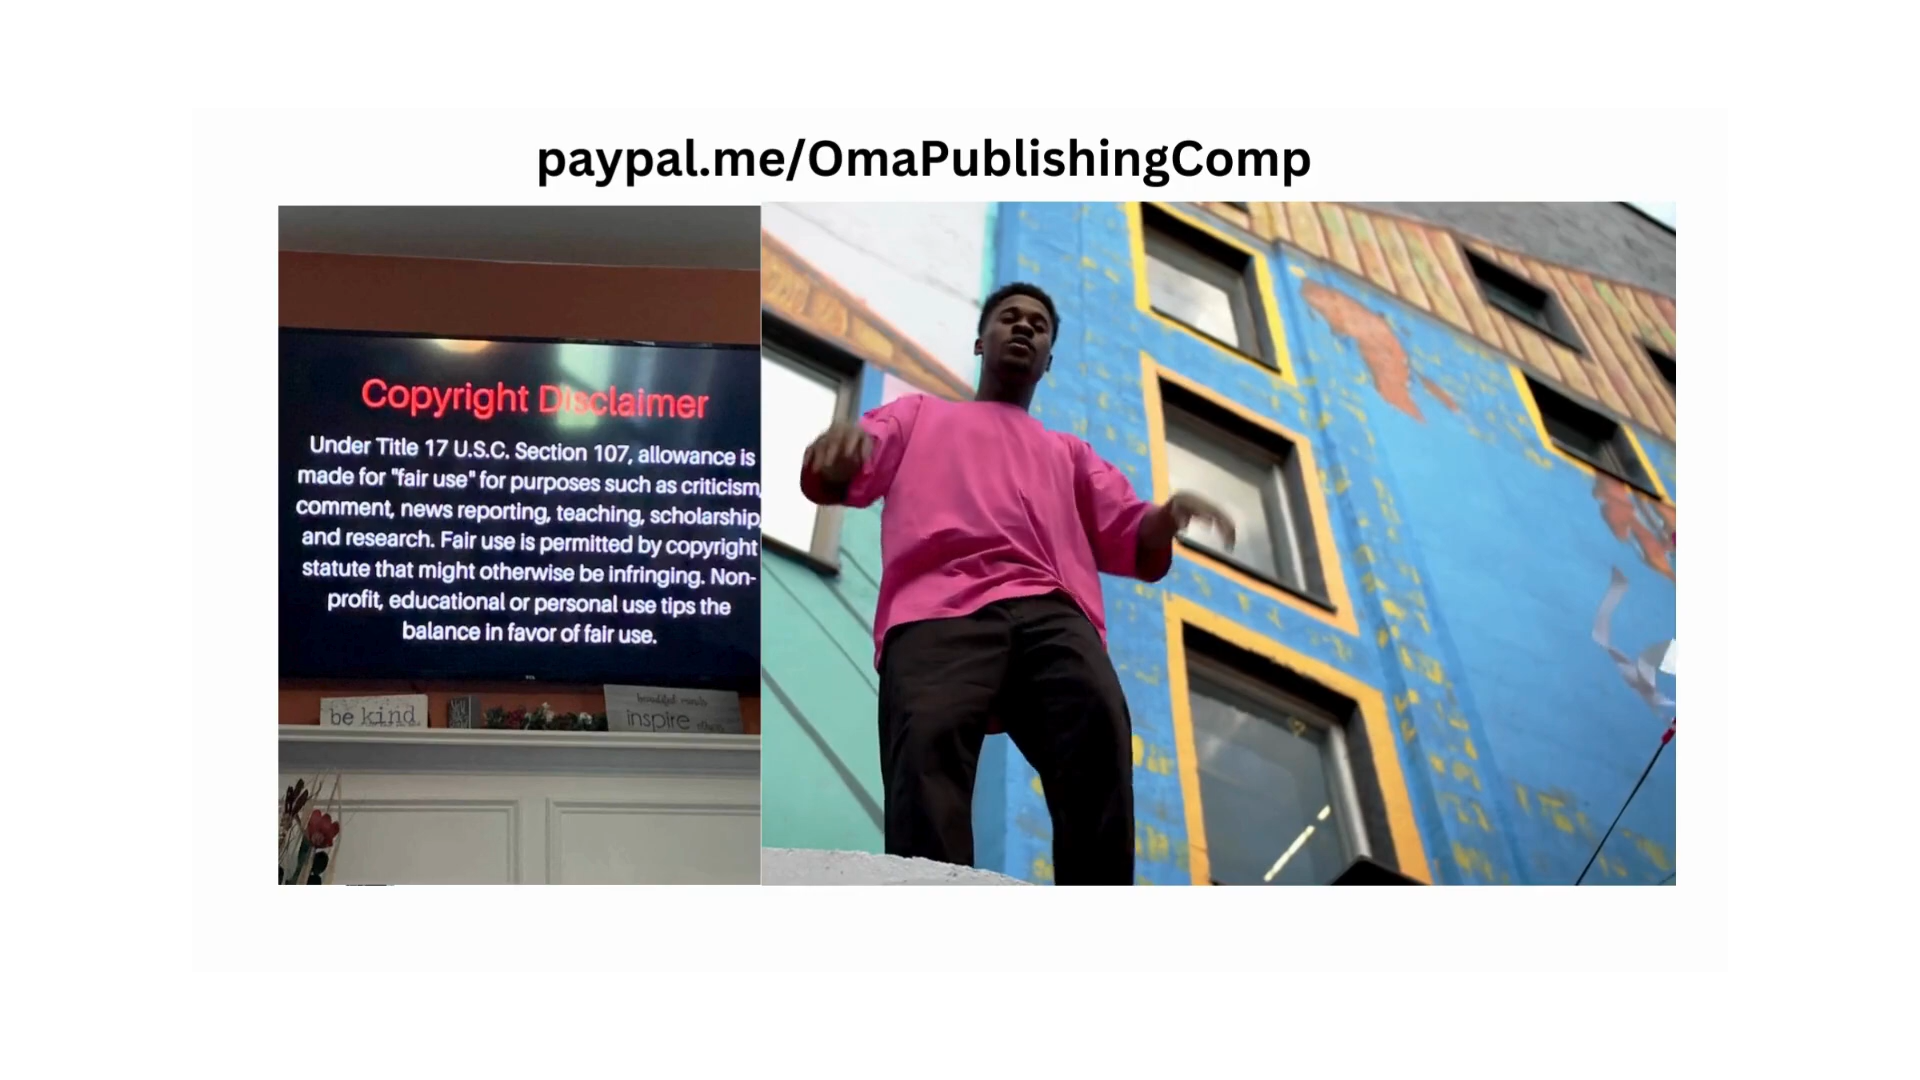 paypal.me/OmaPublishingComp
Copyright Disclaimer
Under Title 17 U.S.C. Section 107, allowance is
made for "fair use" for purposes such as criticism,
comment, news reporting, teaching, scholarship,
and research. Fair use is permitted by copyright
statute that might otherwise be infringing. Non-
profit, educational or personal use tips the
balance in favor of fair use.
be kind.
beautiful minds
inspire